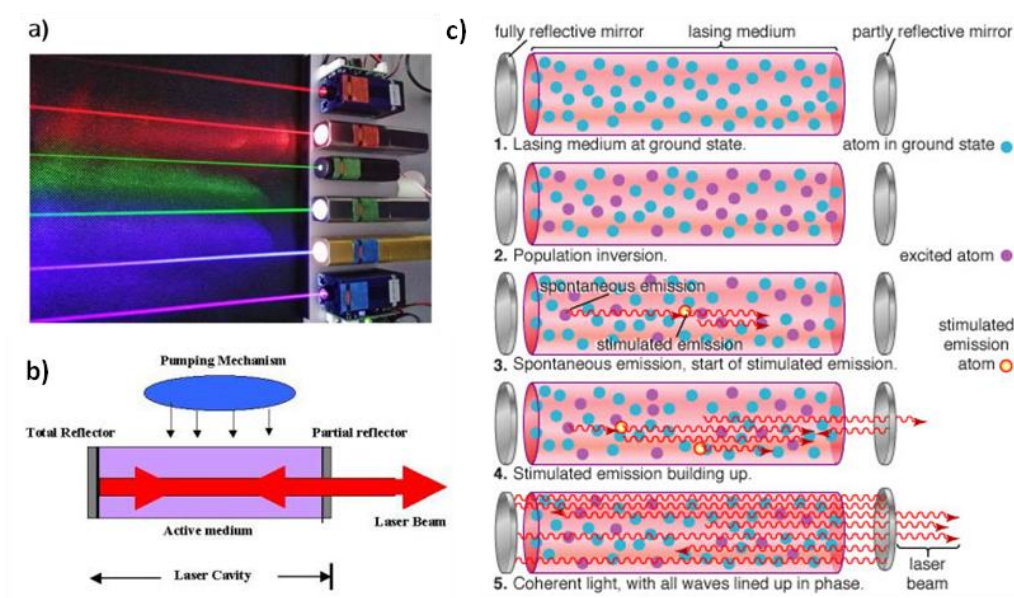 a)
b)
Pumping Mechanism
Total Reflector
Partial reflector
Laser Beam
Active medium
Laser Cavity
c)
fully reflective mirror
lasing medium
partly reflective mirror
1. Lasing medium at ground state.
atom in ground state
2. Population inversion.
excited atom
spontaneous emission
stimulated emission
3. Spontaneous emission, start of stimulated emission.
stimulated
emission
atom
4. Stimulated emission building up.
5. Coherent light, with all waves lined up in phase.
laser
beam